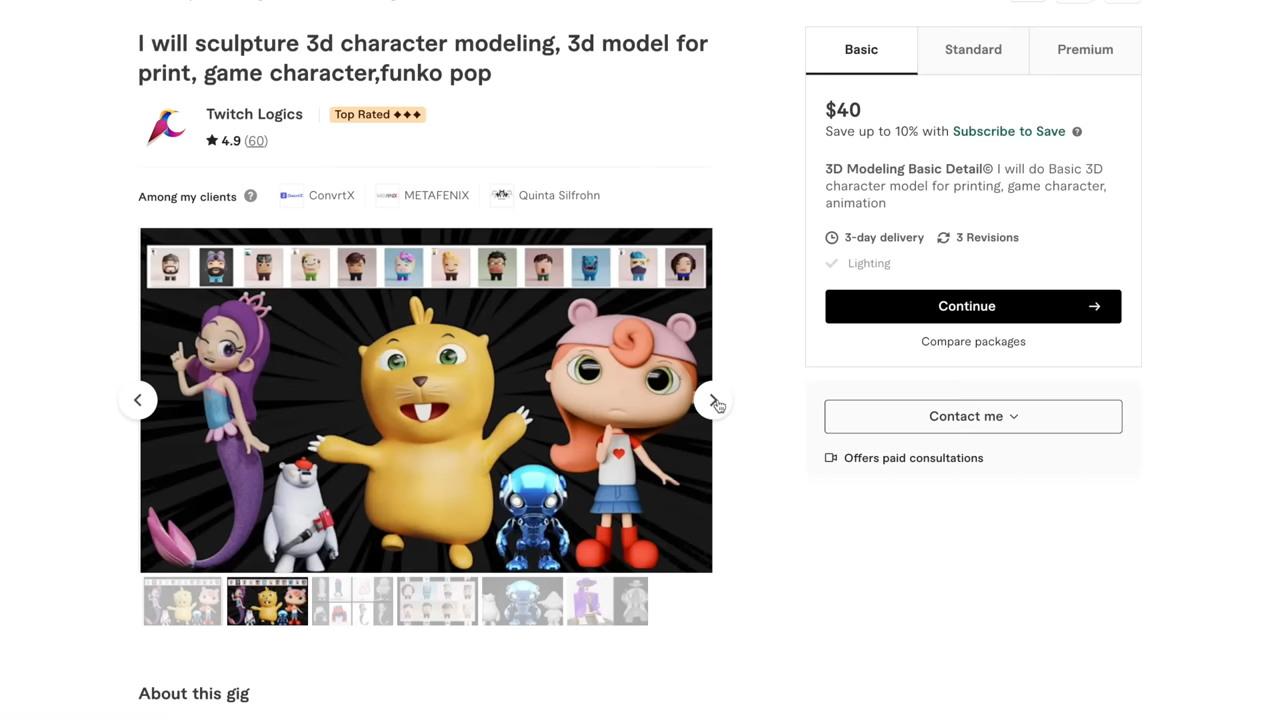 I will sculpture 3d character modeling, 3d model for
print, game character,funko pop
Twitch Logics
Top Rated
4.9 (60)
Among my clients
ConvrtX
METAFENIX
Quinta Silfrohn
About this gig
Basic
Standard
Premium
$40
Save up to 10% with Subscribe to Save
3D Modeling Basic Detail© I will do Basic 3D
character model for printing, game character,
animation
3-day delivery
3 Revisions
Lighting
Continue
Compare packages
Contact me
Offers paid consultations